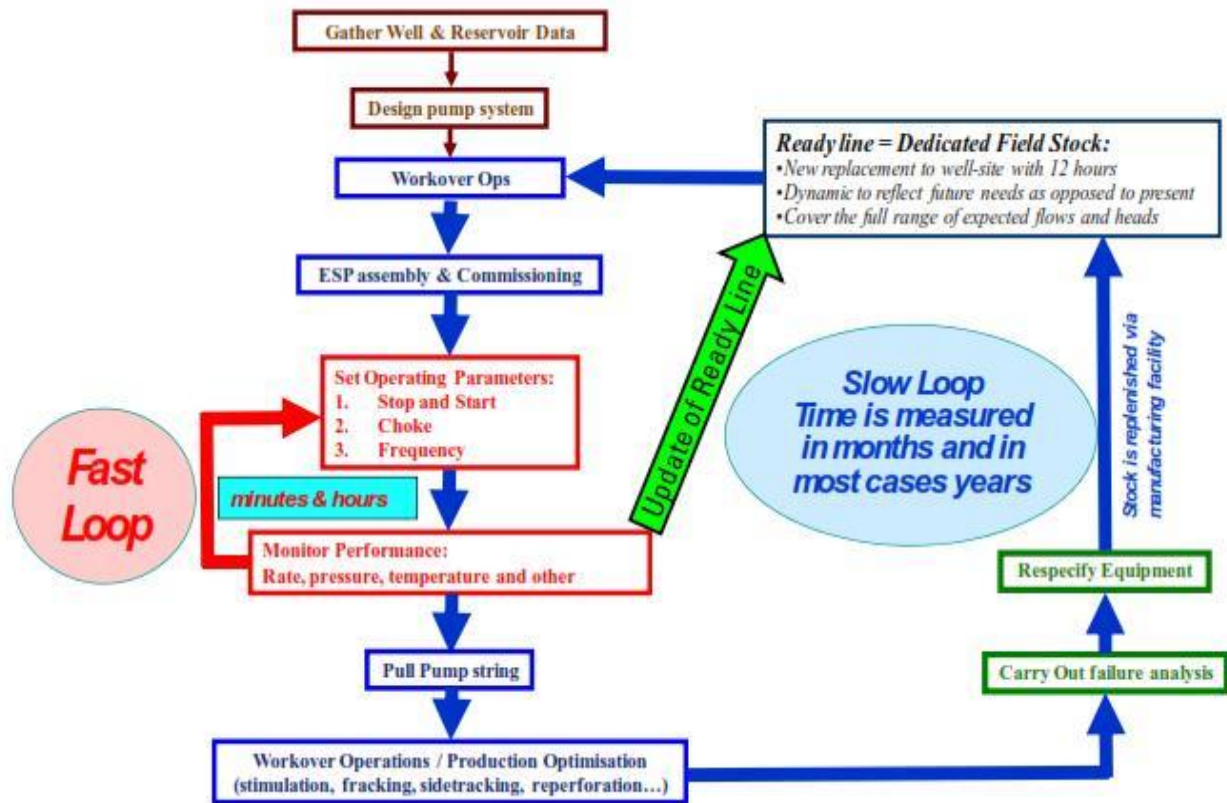 Gather Well & Reservoir Data
Design pump system
Workover Ops
Readyline = Dedicated Field Stock:
•New replacement to well-site with 12 hours
•Dynamic to reflect future needs as opposed to present
•Cover the full range of expected flows and heads
ESP assembly & Commissioning
Set Operating Parameters:
1. Stop and Start
2. Choke
3. Frequency
Fast
Loop
minutes & hours
Update of Ready Line
Slow Loop
Time is measured
in months and in
most cases years
Stock is replenished via
manufacturing facility
Monitor Performance:
Rate, pressure, temperature and other
Respecify Equipment
Pull Pump string
Carry Out failure analysis
Workover Operations / Production Optimisation
(stimulation, fracking, sidetracking, reperforation…)